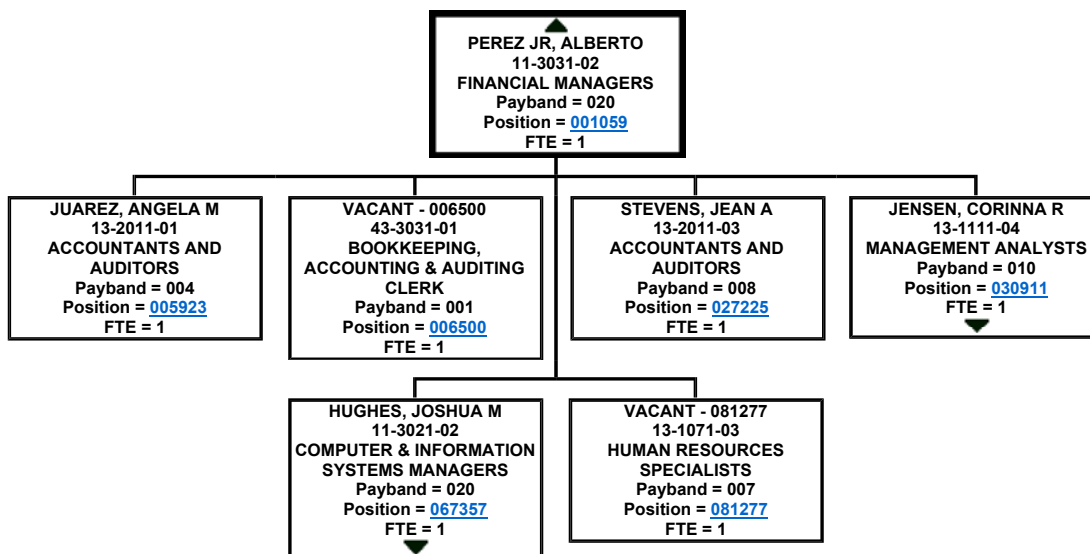 PEREZ JR, ALBERTO
11-3031-02
FINANCIAL MANAGERS
Payband = 020
Position = 001059
FTE = 1
JUAREZ, ANGELA M
13-2011-01
ACCOUNTANTS AND
AUDITORS
Payband = 004
Position = 005923
FTE = 1
VACANT - 006500
43-3031-01
BOOKKEEPING,
ACCOUNTING & AUDITING
CLERK
Payband = 001
Position = 006500
FTE = 1
STEVENS, JEAN A
13-2011-03
ACCOUNTANTS AND
AUDITORS
Payband = 008
Position = 027225
FTE = 1
JENSEN, CORINNA R
13-1111-04
MANAGEMENT ANALYSTS
Payband = 010
Position = 030911
FTE = 1
HUGHES, JOSHUA M
11-3021-02
COMPUTER & INFORMATION
SYSTEMS MANAGERS
Payband = 020
Position = 067357
FTE = 1
VACANT - 081277
13-1071-03
HUMAN RESOURCES
SPECIALISTS
Payband = 007
Position = 081277
FTE = 1